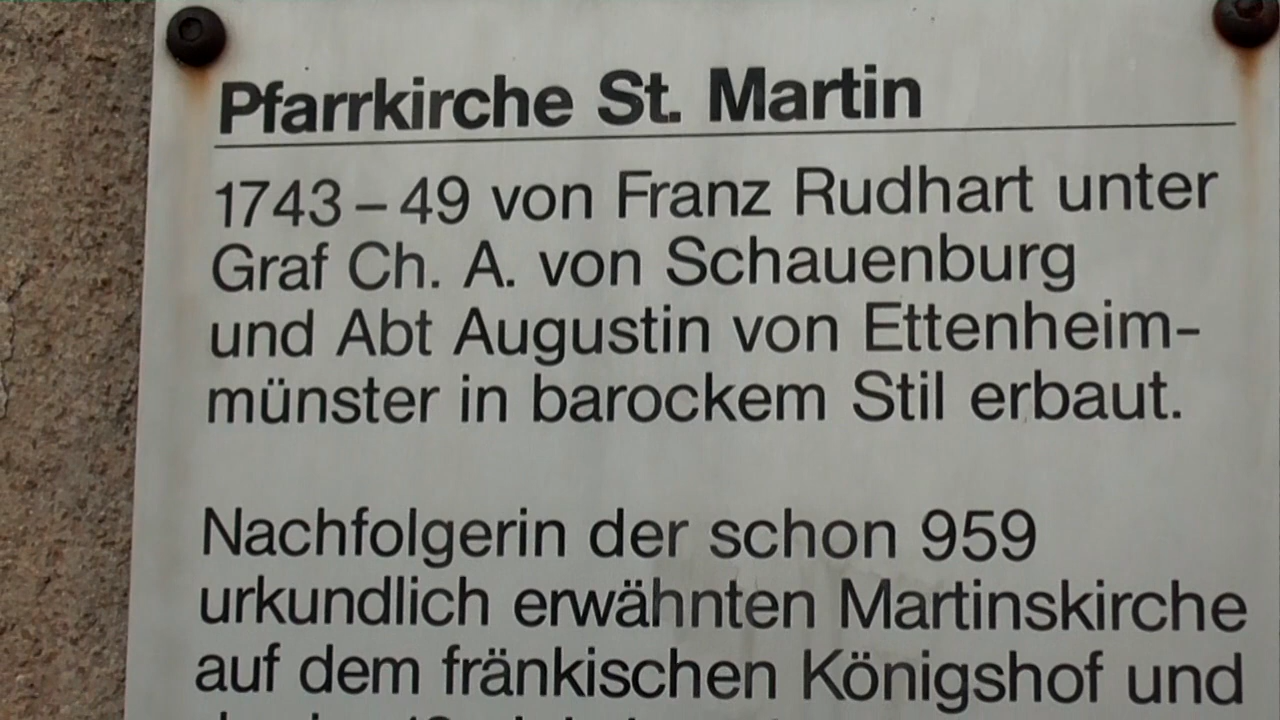 Pfarrkirche St. Martin
1743 – 49 von Franz Rudhart unter
Graf Ch. A. von Schauenburg
und Abt Augustin von Ettenheim-
münster in barockem Stil erbaut.
Nachfolgerin der schon 959
urkundlich erwähnten Martinskirche
auf dem fränkischen Königshof und